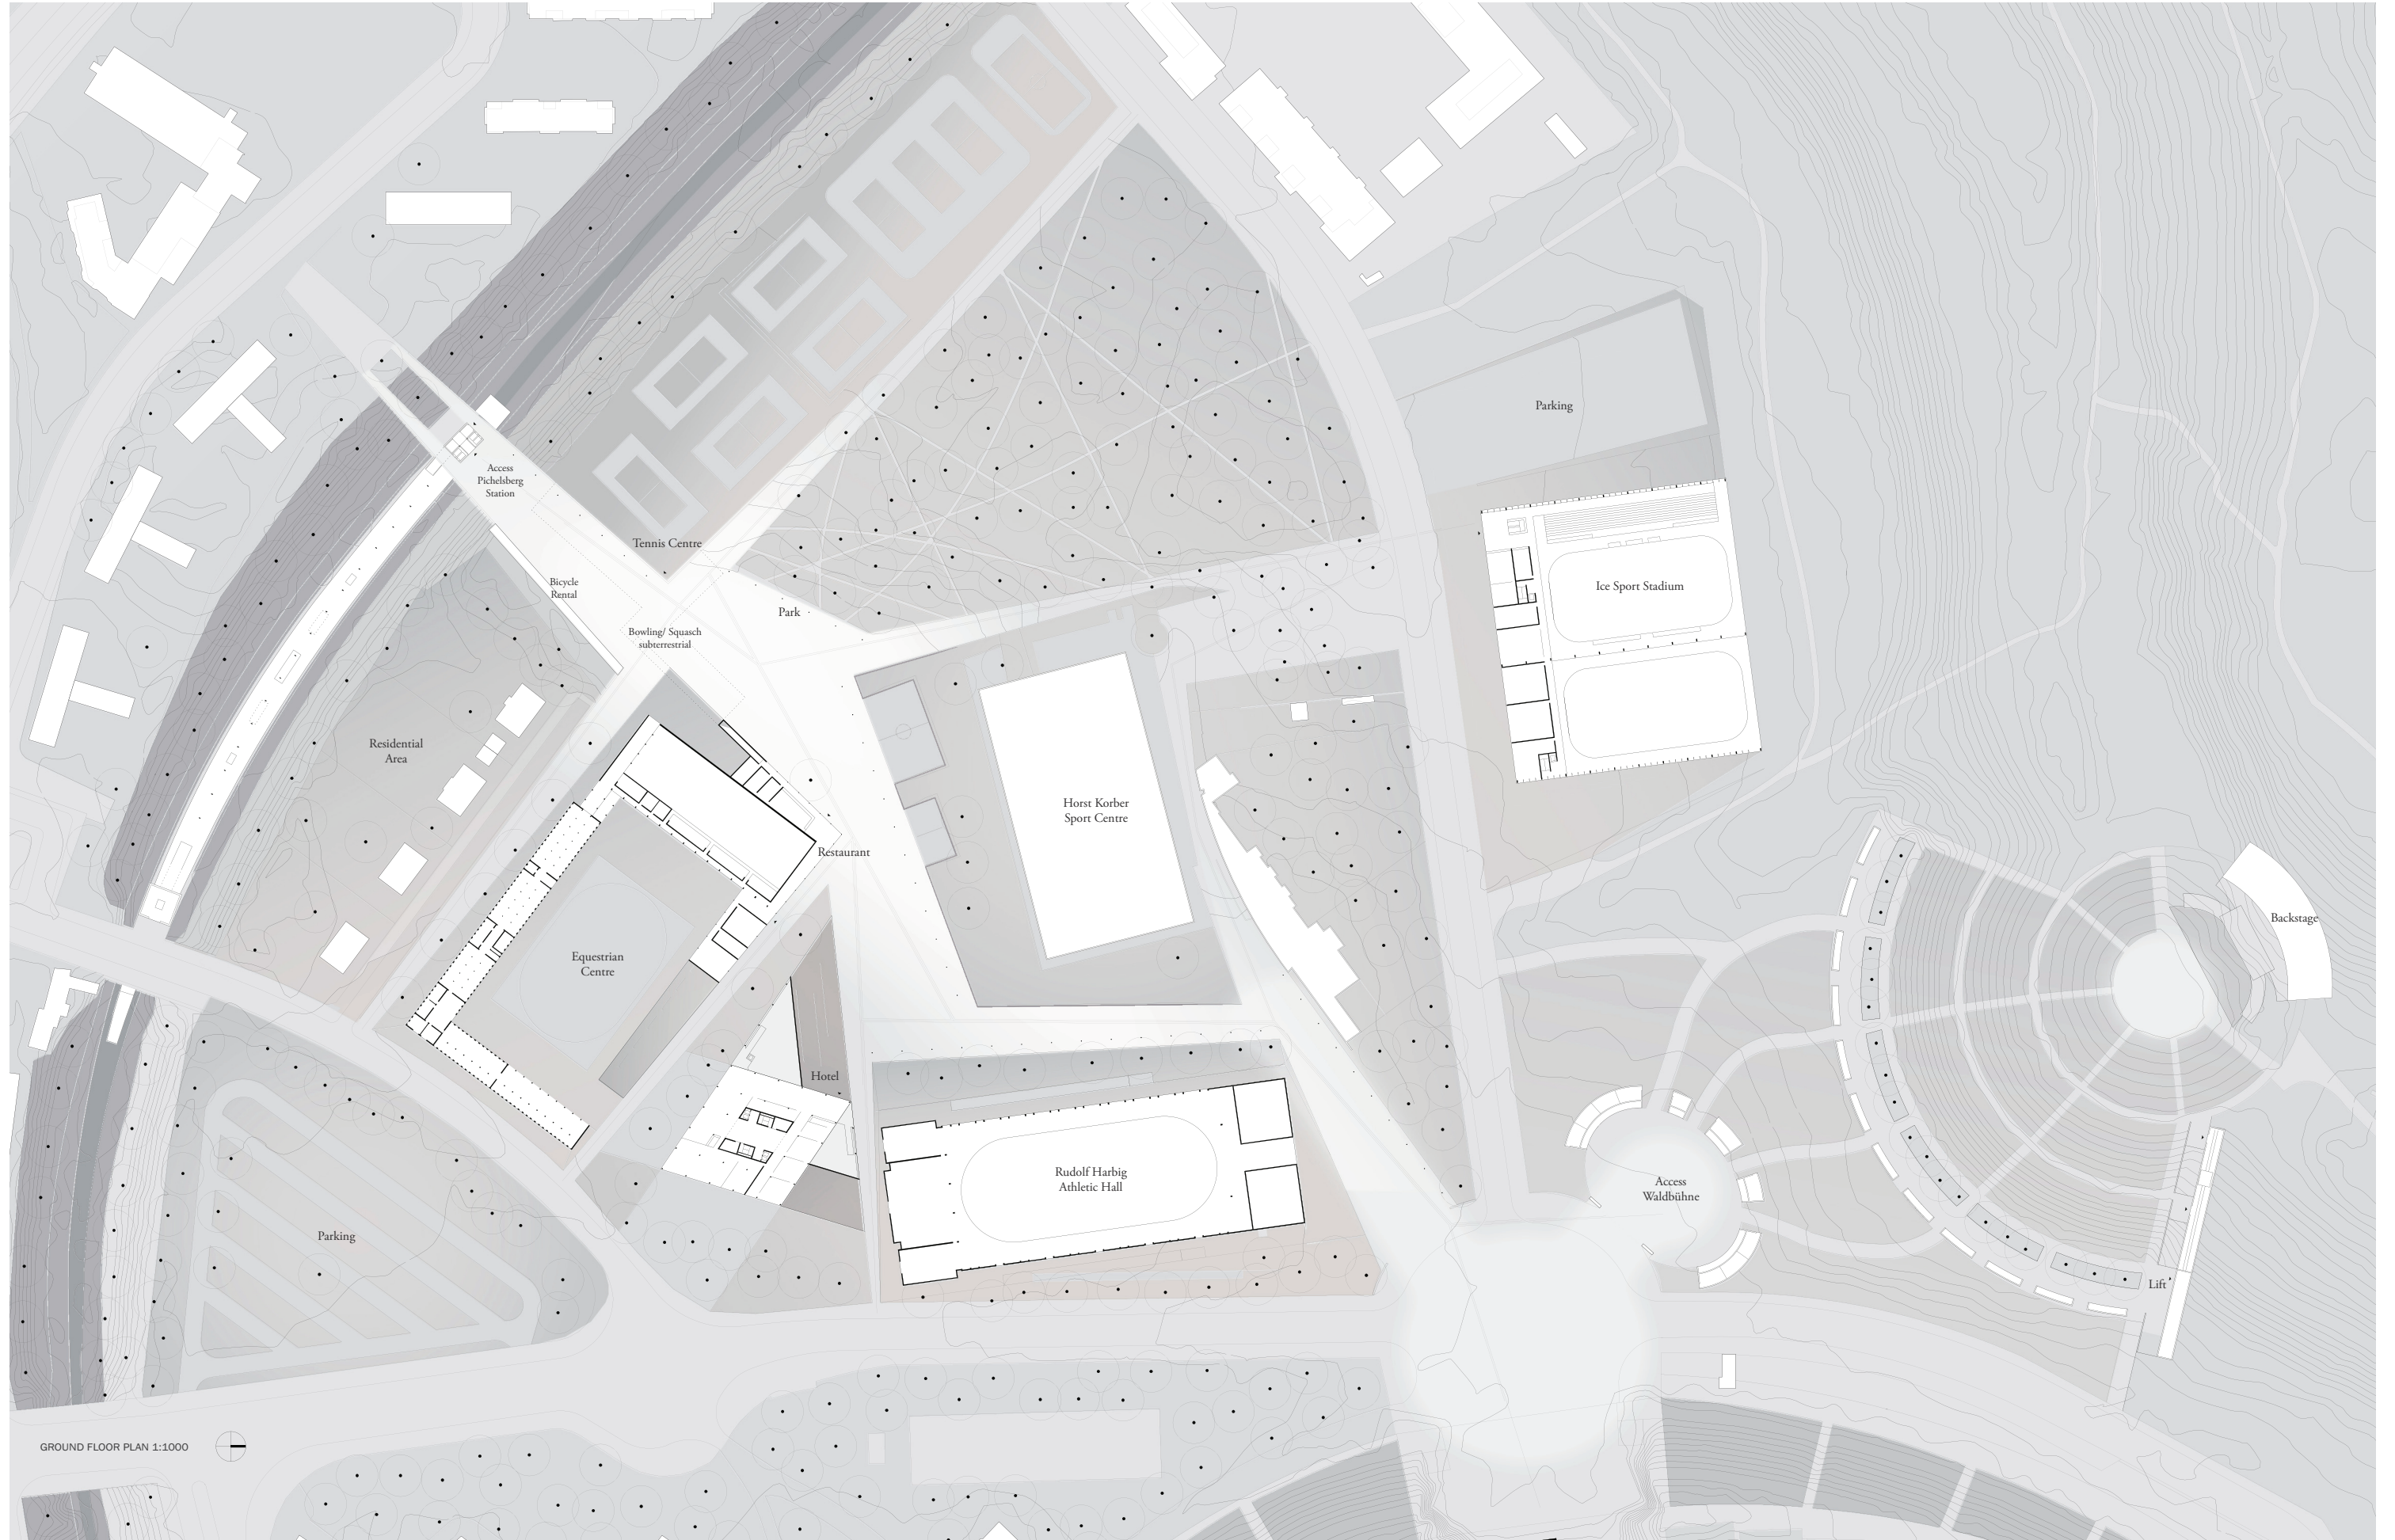 Parking
Access
Pichelsberg
Station
Tennis Centre
Bicycle
Rental
Ice Sport Stadium
Park
Bowling/ Squasch
subterrestrial
Residential
Area
Horst Korber
Sport Centre
Restaurant
Backstage
Equestrian
Centre
Hotel
Rudolf Harbig
Athletic Hall
Access
Waldbühne
Parking
Lift
GROUND FLOOR PLAN 1:1000